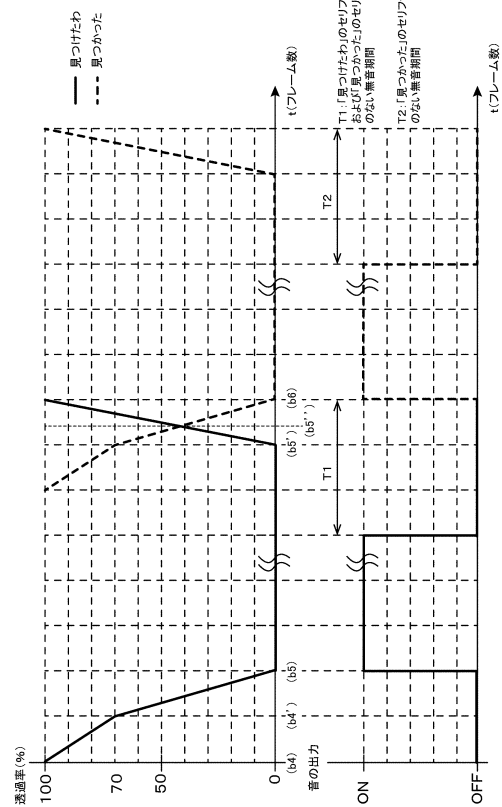 透過率(%)
100
70
50
0
(b4)
(b4')
(b5)
(b5')
(b5'')
(b6)
t(フレーム数)
見つけたわ
見つかった
T1
T2
音の出力
ON
OFF
t(フレーム数)
T1:「見つけたわ」のセリフ
および「見つかった」のセリ
のない無音期間
T2:「見つかった」のセリフ
のない無音期間